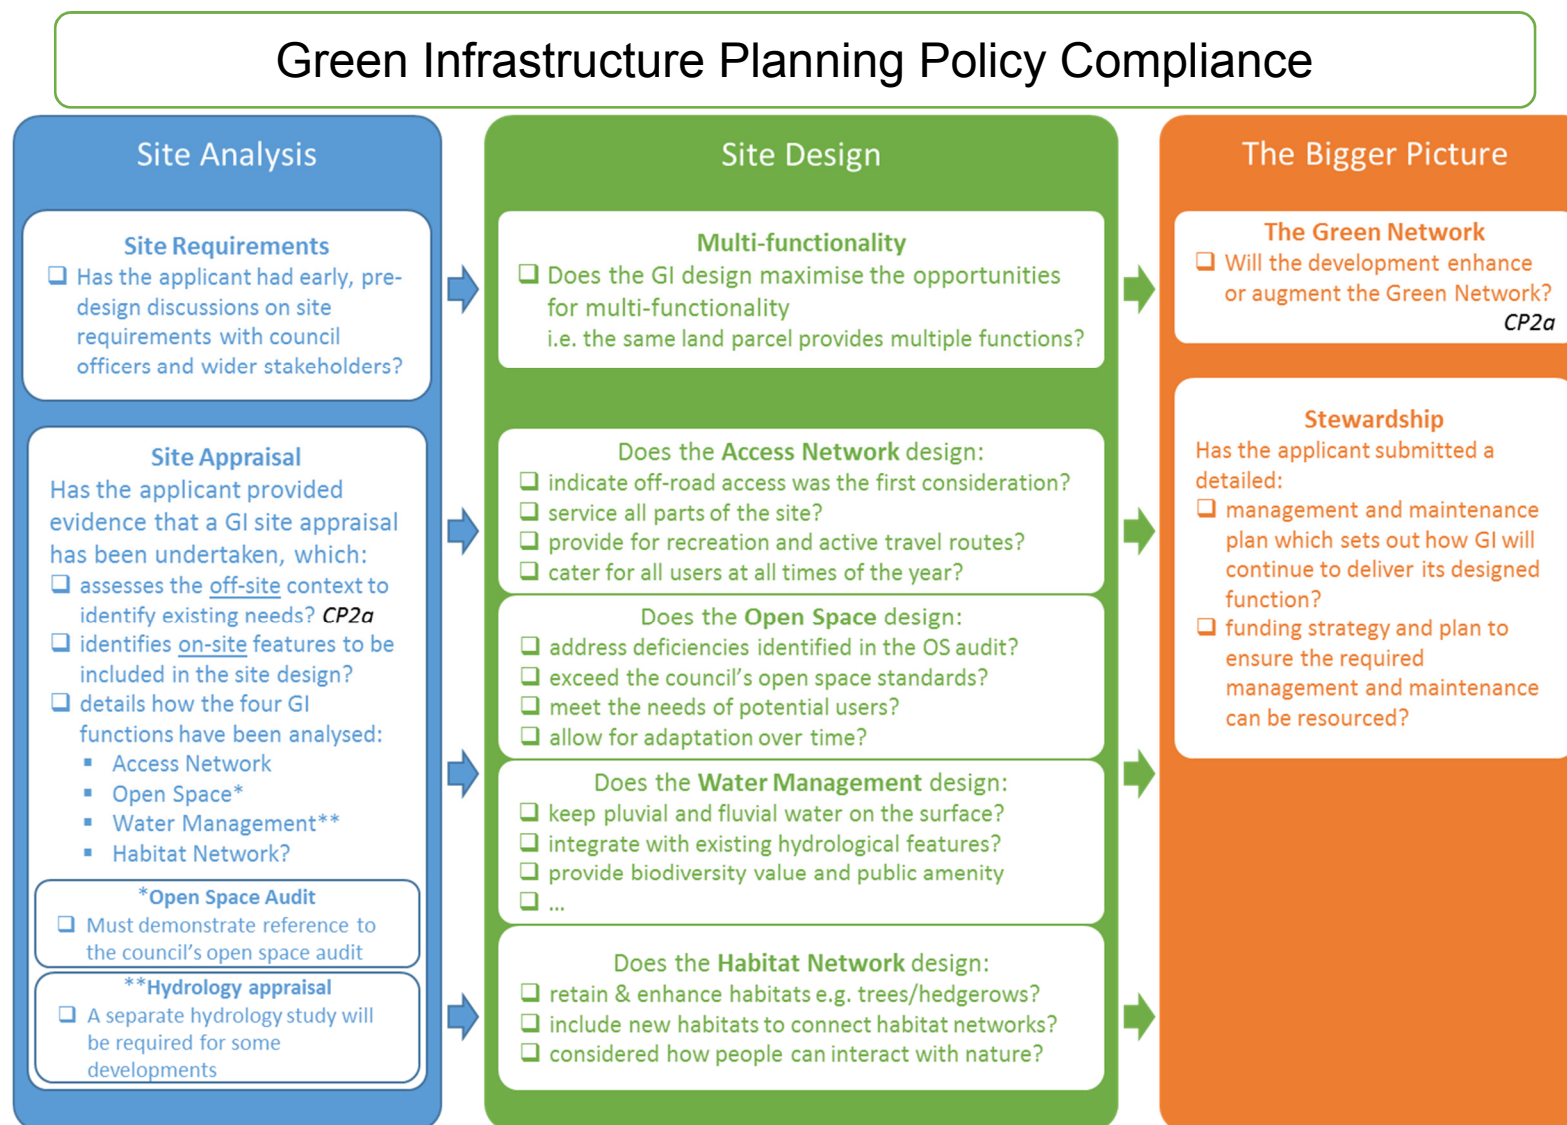 Green Infrastructure Planning Policy Compliance
Site Analysis
Site Requirements
❑ Has the applicant had early, pre-
design discussions on site
requirements with council
officers and wider stakeholders?
Site Appraisal
Has the applicant provided
evidence that a GI site appraisal
has been undertaken, which:
❑ assesses the off-site context to
identify existing needs? CP2a
❑ identifies on-site features to be
included in the site design?
❑ details how the four GI
functions have been analysed:
▪ Access Network
▪ Open Space*
▪ Water Management**
▪ Habitat Network?
*Open Space Audit
❑ Must demonstrate reference to
the council's open space audit
**Hydrology appraisal
❑ A separate hydrology study will
be required for some
developments
Site Design
Multi-functionality
❑ Does the GI design maximise the opportunities
for multi-functionality
i.e. the same land parcel provides multiple functions?
Does the Access Network design:
❑ indicate off-road access was the first consideration?
❑ service all parts of the site?
❑ provide for recreation and active travel routes?
❑ cater for all users at all times of the year?
Does the Open Space design:
❑ address deficiencies identified in the OS audit?
❑ exceed the council's open space standards?
❑ meet the needs of potential users?
❑ allow for adaptation over time?
Does the Water Management design:
❑ keep pluvial and fluvial water on the surface?
❑ integrate with existing hydrological features?
❑ provide biodiversity value and public amenity
❑ ...
Does the Habitat Network design:
❑ retain & enhance habitats e.g. trees/hedgerows?
❑ include new habitats to connect habitat networks?
❑ considered how people can interact with nature?
The Bigger Picture
The Green Network
❑ Will the development enhance
or augment the Green Network?
CP2a
Stewardship
Has the applicant submitted a
detailed:
❑ management and maintenance
plan which sets out how GI will
continue to deliver its designed
function?
❑ funding strategy and plan to
ensure the required
management and maintenance
can be resourced?